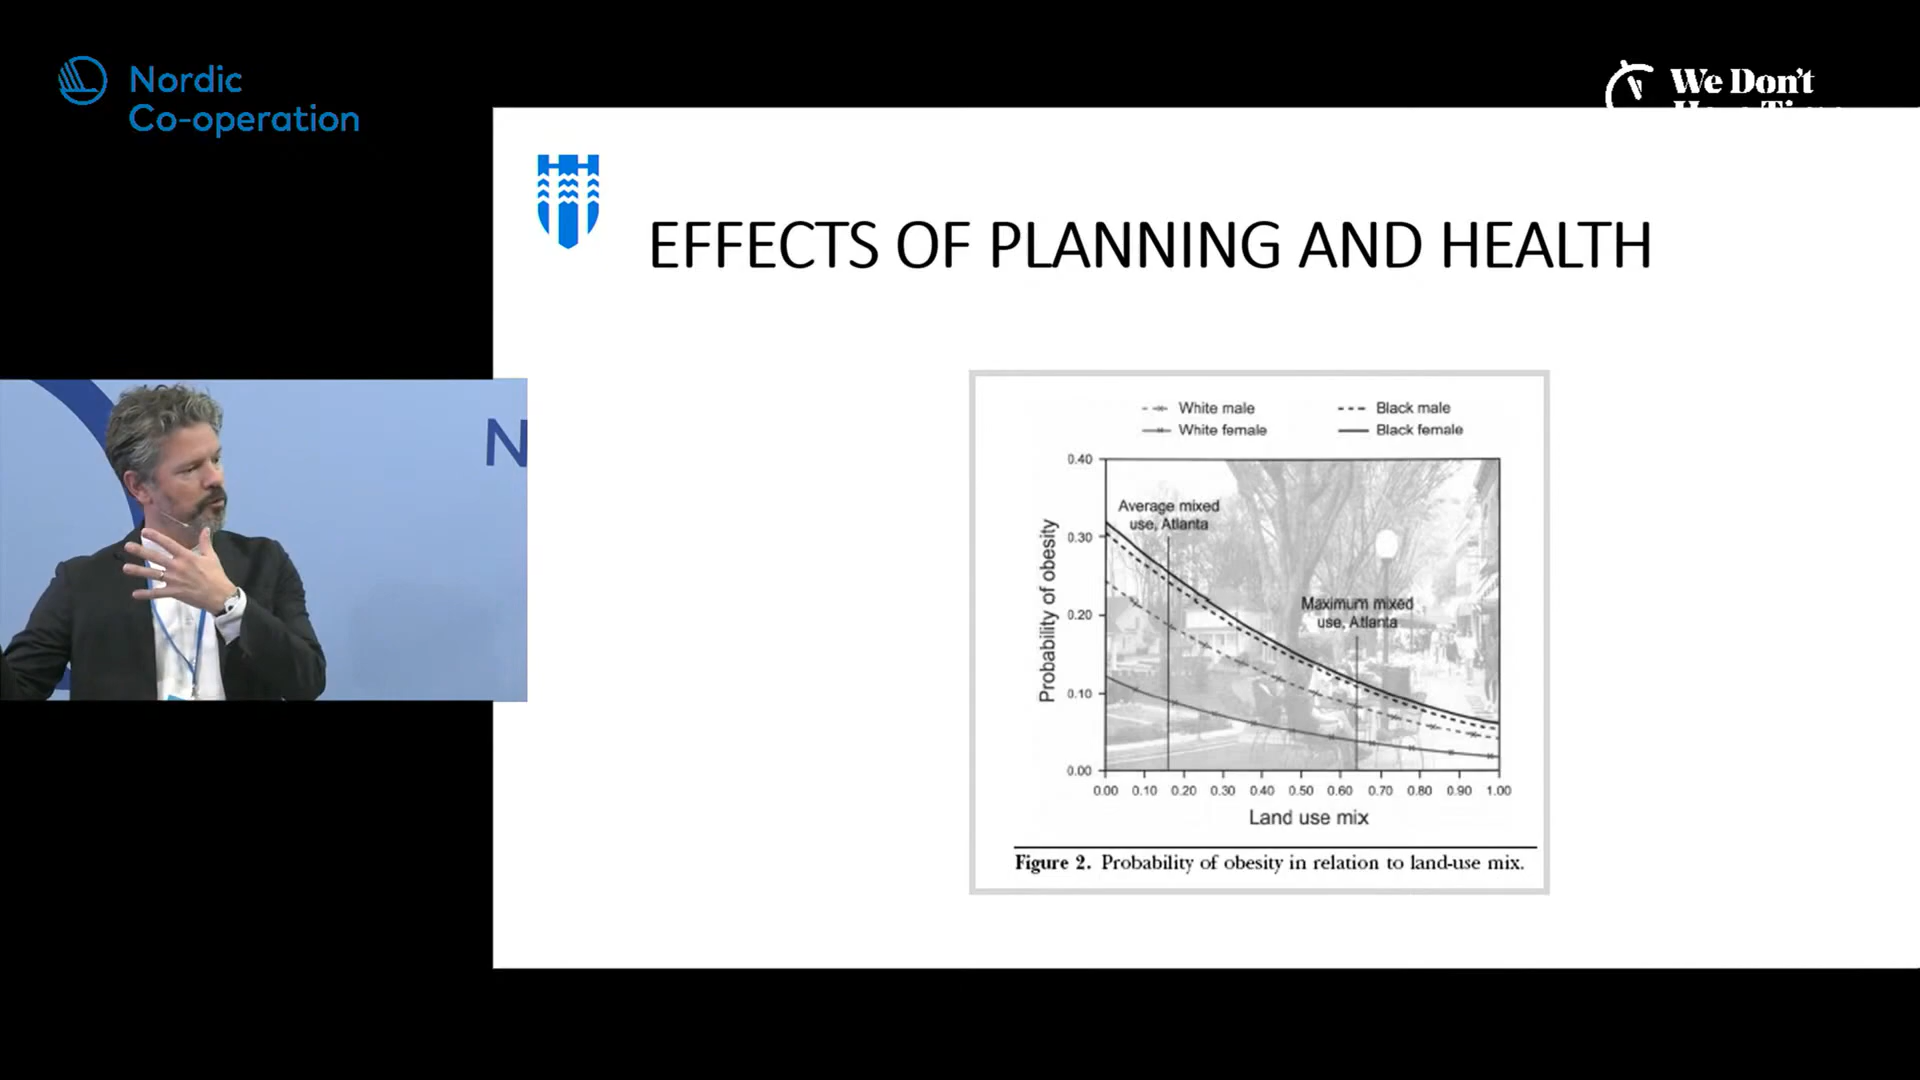 Nordic
Co-operation
We Don't
EFFECTS OF PLANNING AND HEALTH
N
White male
Black male
White female
Black female
0.40
0.30
0.20
0.10
0.00
Probability of obesity
Average mixed
use, Atlanta
Maximum mixed
use, Atlanta
0.00 0.10 0.20 0.30 0.40 0.50 0.60 0.70 0.80 0.90 1.00
Land use mix
Figure 2. Probability of obesity in relation to land-use mix.